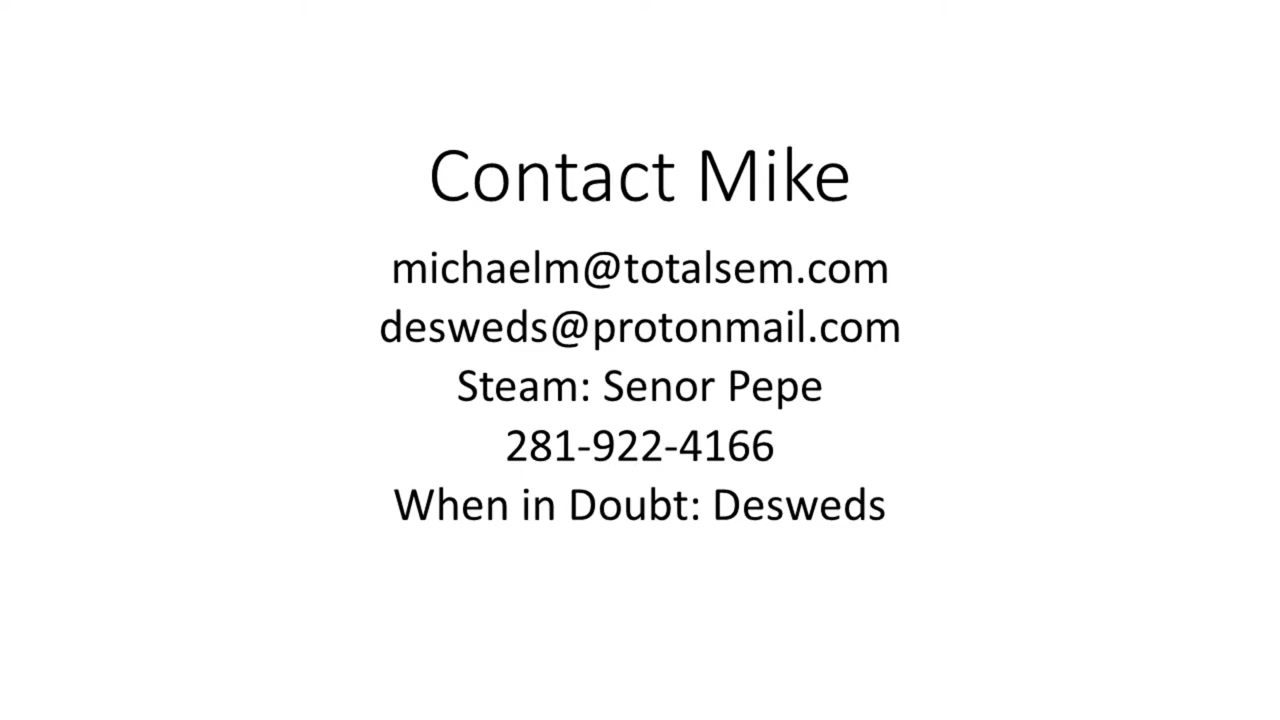 Contact Mike
michaelm@totalsem.com
desweds@protonmail.com
Steam: Senor Pepe
281-922-4166
When in Doubt: Desweds